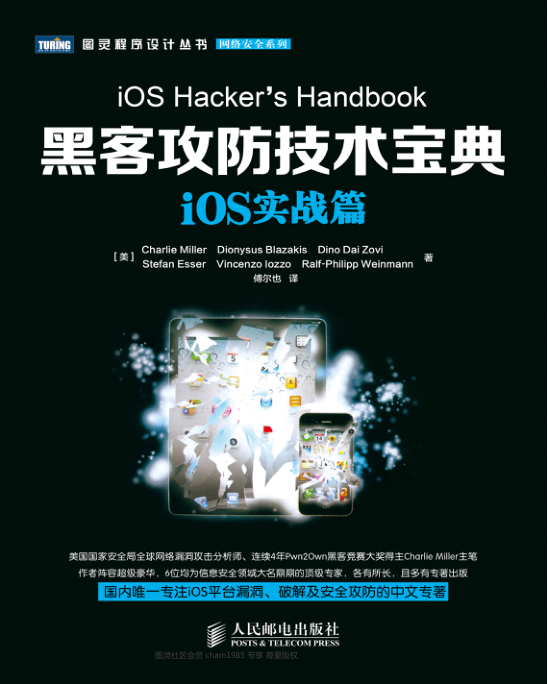 TURING 图灵程序设计丛书 网络安全系列
iOS Hacker's Handbook
黑客攻防技术宝典
iOS实战篇
[美] Charlie Miller Dionysus Blazakis Dino Dai Zovi
Stefan Esser Vincenzo Iozzo Ralf-Philipp Weinmann 著
傅尔也 译
美国国家安全局全球网络漏洞攻击分析师、连续4年Pwn2Own黑客竞赛大奖得主Charlie Miller主笔
作者阵容超级豪华，6位均为信息安全领域大名鼎鼎的顶级专家，各有所长，且多有专著出版
国内唯一专注iOS平台漏洞、破解及安全攻防的中文专著
人民邮电出版社
POSTS & TELECOM PRESS
图灵社区会员 cham1985 专享 尊重版权